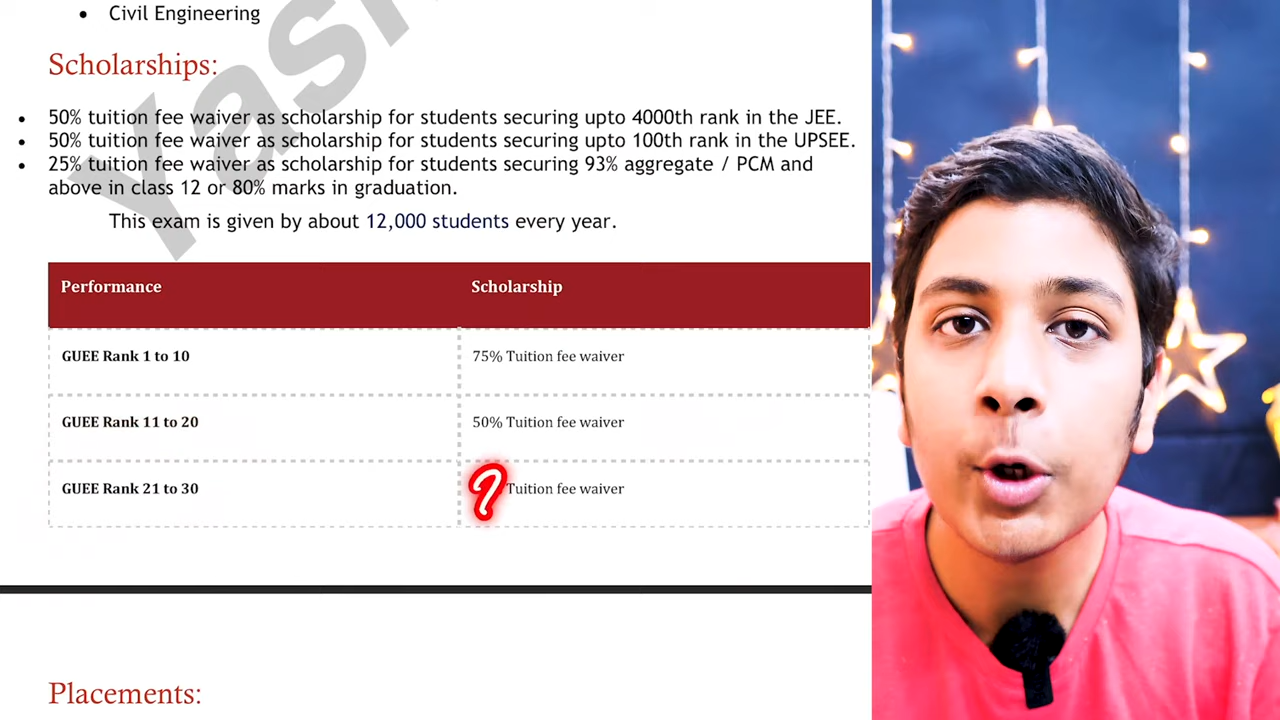 • Civil Engineering
Scholarships:
• 50% tuition fee waiver as scholarship for students securing upto 4000th rank in the JEE.
• 50% tuition fee waiver as scholarship for students securing upto 100th rank in the UPSEE.
• 25% tuition fee waiver as scholarship for students securing 93% aggregate / PCM and
above in class 12 or 80% marks in graduation.
This exam is given by about 12,000 students every year.
Performance Scholarship
GUEE Rank 1 to 10 75% Tuition fee waiver
GUEE Rank 11 to 20 50% Tuition fee waiver
GUEE Rank 21 to 30 ? Tuition fee waiver
Placements: